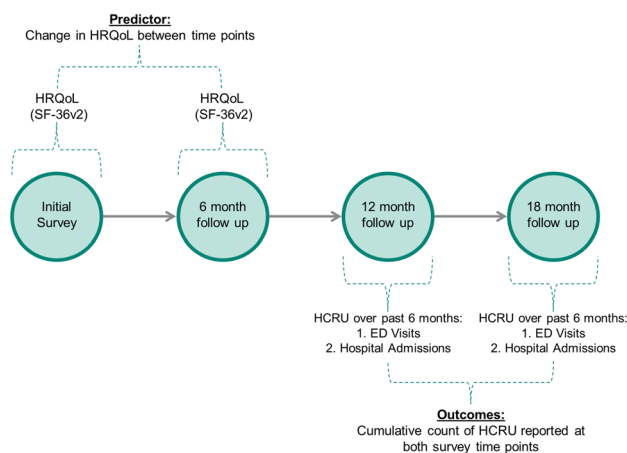 Predictor:
Change in HRQoL between time points
HRQoL
(SF-36v2)
HRQoL
(SF-36v2)
Initial
Survey
6 month
follow up
12 month
follow up
18 month
follow up
HCRU over past 6 months:
1. ED Visits
2. Hospital Admissions
HCRU over past 6 months:
1. ED Visits
2. Hospital Admissions
Outcomes:
Cumulative count of HCRU reported at
both survey time points